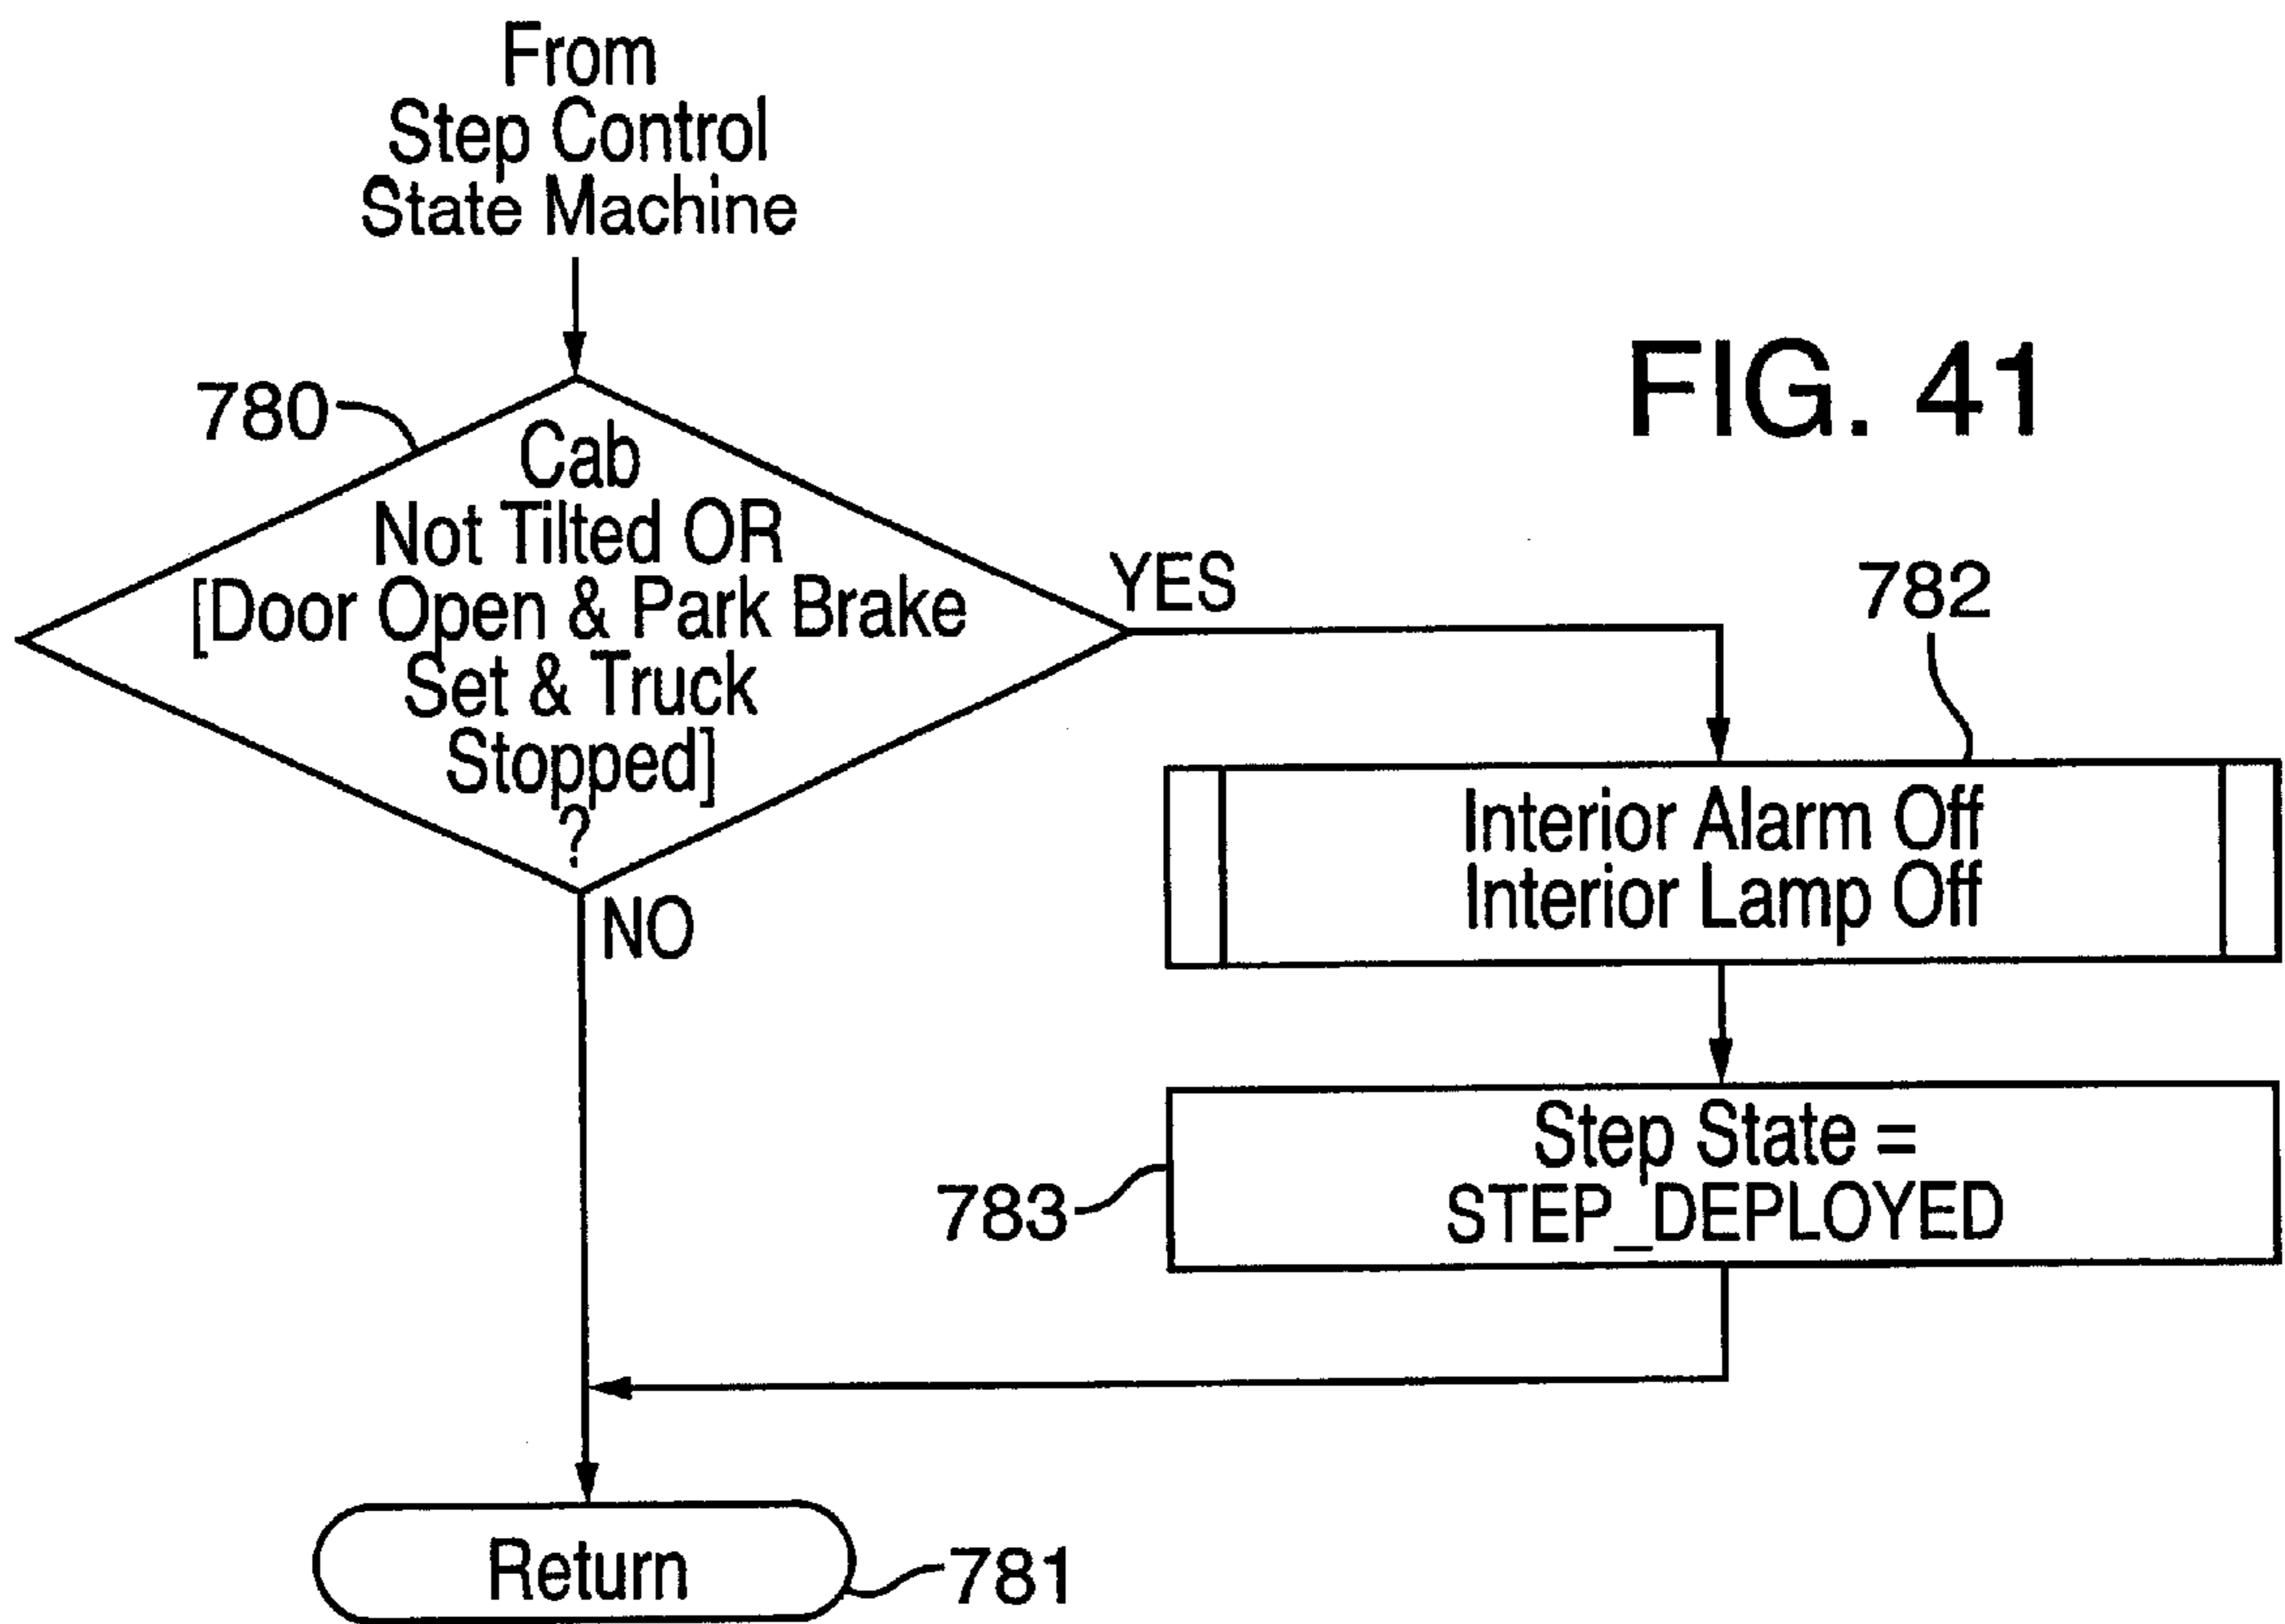 From
Step Control
State Machine
FIG. 41
780
Cab
Not Tilted OR
[Door Open & Park Brake
Set & Truck
Stopped]
?
YES
NO
782
Interior Alarm Off
Interior Lamp Off
783
Step State =
STEP_DEPLOYED
Return
781